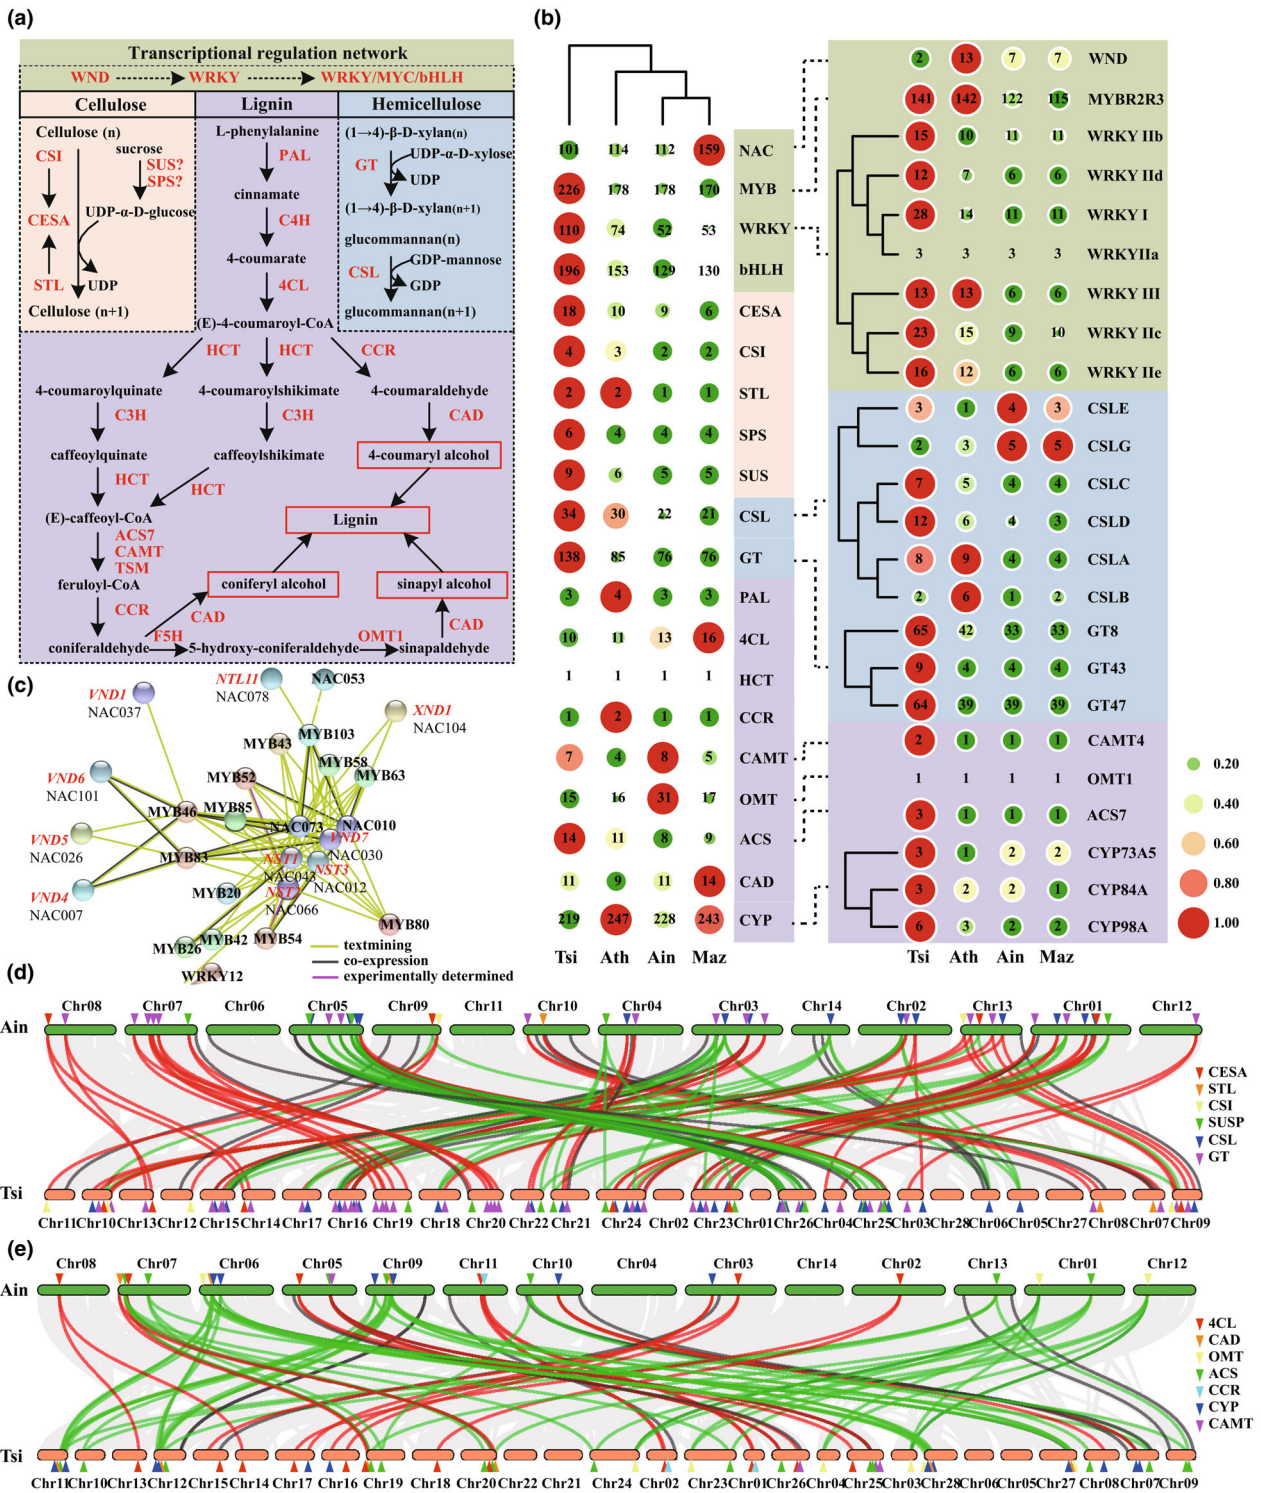 (a)
Transcriptional regulation network
WND WRKY WRKY/MYC/bHLH
Cellulose Lignin Hemicellulose
Cellulose (n)
CSI
sucrose
SUS?
SPS?
CESA
UDP-α-D-glucose
STL
UDP
Cellulose (n+1)
L-phenylalanine
PAL
cinnamate
C4H
4-coumarate
4CL
(E)-4-coumaroyl-CoA
(1→4)-β-D-xylan(n)
GT
UDP-α-D-xylose
UDP
(1→4)-β-D-xylan(n+1)
glucommannan(n)
CSL
GDP-mannose
GDP
glucommannan(n+1)
HCT HCT CCR
4-coumaroylquinate 4-coumaroylshikimate 4-coumaraldehyde
C3H C3H CAD
caffeoylquinate caffeoylshikimate 4-coumaryl alcohol
HCT HCT
(E)-caffeoyl-CoA Lignin
ACS7
CAMT
TSM
feruloyl-CoA coniferyl alcohol sinapyl alcohol
CCR CAD CAD
F5H OMT1
coniferaldehyde 5-hydroxy-coniferaldehyde sinapaldehyde
(b)
101 114 112 159 NAC
226 178 178 170 MYB
110 74 52 53 WRKY
196 153 129 130 bHLH
18 10 9 6 CESA
4 3 2 2 CSI
2 2 1 1 STL
6 4 4 4 SPS
9 6 5 5 SUS
34 30 22 21 CSL
138 85 76 76 GT
3 4 3 3 PAL
10 11 13 16 4CL
1 1 1 1 HCT
1 2 1 1 CCR
7 4 8 5 CAMT
15 16 31 17 OMT
14 11 8 9 ACS
11 9 11 14 CAD
219 247 228 243 CYP
Tsi Ath Ain Maz
2 13 7 7 WND
141 142 122 115 MYBR2R3
15 10 11 11 WRKY IIb
12 7 6 6 WRKY IId
28 14 11 11 WRKY I
3 3 3 3 WRKYIIa
13 13 6 6 WRKY III
23 15 9 10 WRKY IIc
16 12 6 6 WRKY IIe
3 1 4 3 CSLE
2 3 5 5 CSLG
7 5 4 4 CSLC
12 6 4 3 CSLD
8 9 4 4 CSLA
2 6 1 2 CSLB
65 42 33 33 GT8
9 4 4 4 GT43
64 39 39 39 GT47
2 1 1 1 CAMT4
1 1 1 1 OMT1
3 1 1 1 ACS7
3 1 2 2 CYP73A5
3 2 2 1 CYP84A
6 3 2 2 CYP98A
Tsi Ath Ain Maz
0.20
0.40
0.60
0.80
1.00
(c)
VND1
NAC037
NTL11
NAC078
NAC053
XND1
NAC104
MYB103
MYB43
MYB58
MYB63
MYB52
VND6
NAC101
MYB46
MYB85
NAC073
NAC010
VND5
NAC026
VND7
NAC030
MYB83
NST1
NAC043
NST3
NAC012
VND4
NAC007
MYB20
NST2
NAC066
MYB80
MYB26
MYB42
MYB54
WRKY12
textmining
co-expression
experimentally determined
(d)
Chr08 Chr07 Chr06 Chr05 Chr09 Chr11 Chr10 Chr04 Chr03 Chr14 Chr02 Chr13 Chr01 Chr12
Ain
CESA
STL
CSI
SUSP
CSL
GT
Tsi
Chr11 Chr10 Chr13 Chr12 Chr15 Chr14 Chr17 Chr16 Chr19 Chr18 Chr20 Chr22 Chr21 Chr24 Chr02 Chr23 Chr01 Chr26 Chr04 Chr25 Chr03 Chr28 Chr06 Chr05 Chr27 Chr08 Chr07 Chr09
(e)
Chr08 Chr07 Chr06 Chr05 Chr09 Chr11 Chr10 Chr04 Chr03 Chr14 Chr02 Chr13 Chr01 Chr12
Ain
4CL
CAD
OMT
ACS
CCR
CYP
CAMT
Tsi
Chr11 Chr10 Chr13 Chr12 Chr15 Chr14 Chr17 Chr16 Chr19 Chr18 Chr20 Chr22 Chr21 Chr24 Chr02 Chr23 Chr01 Chr26 Chr04 Chr25 Chr03 Chr28 Chr06 Chr05 Chr27 Chr08 Chr07 Chr09